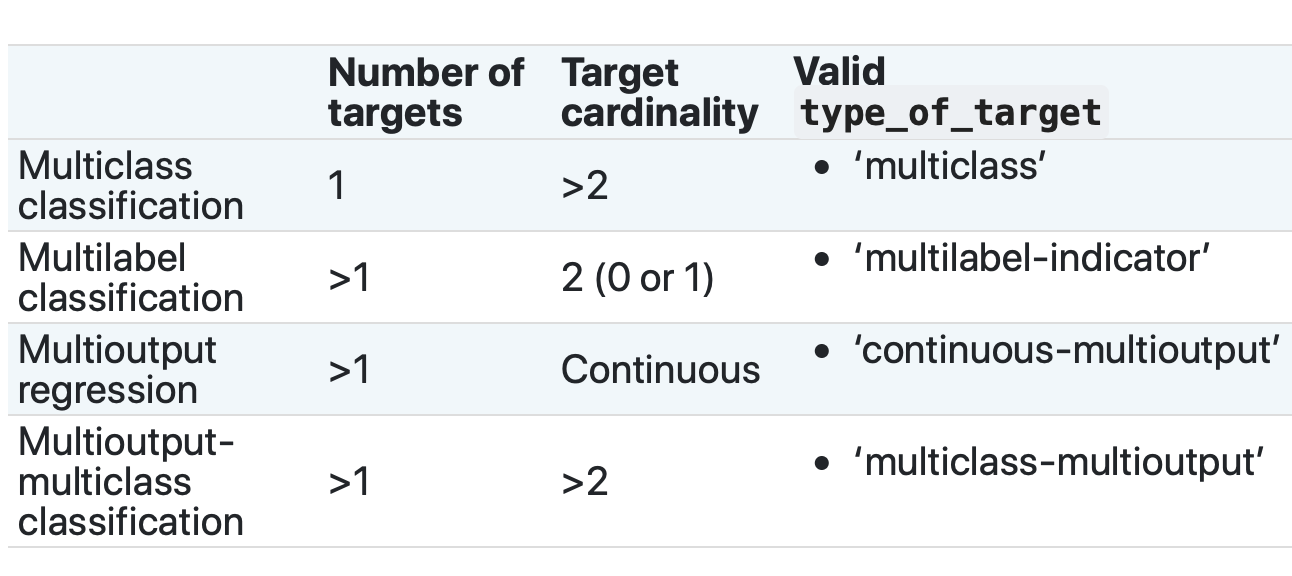 Number of targets Target cardinality Valid type_of_target
Multiclass classification 1 >2 • ‘multiclass’
Multilabel classification >1 2 (0 or 1) • ‘multilabel-indicator’
Multioutput regression >1 Continuous • ‘continuous-multioutput’
Multioutput-multiclass classification >1 >2 • ‘multiclass-multioutput’